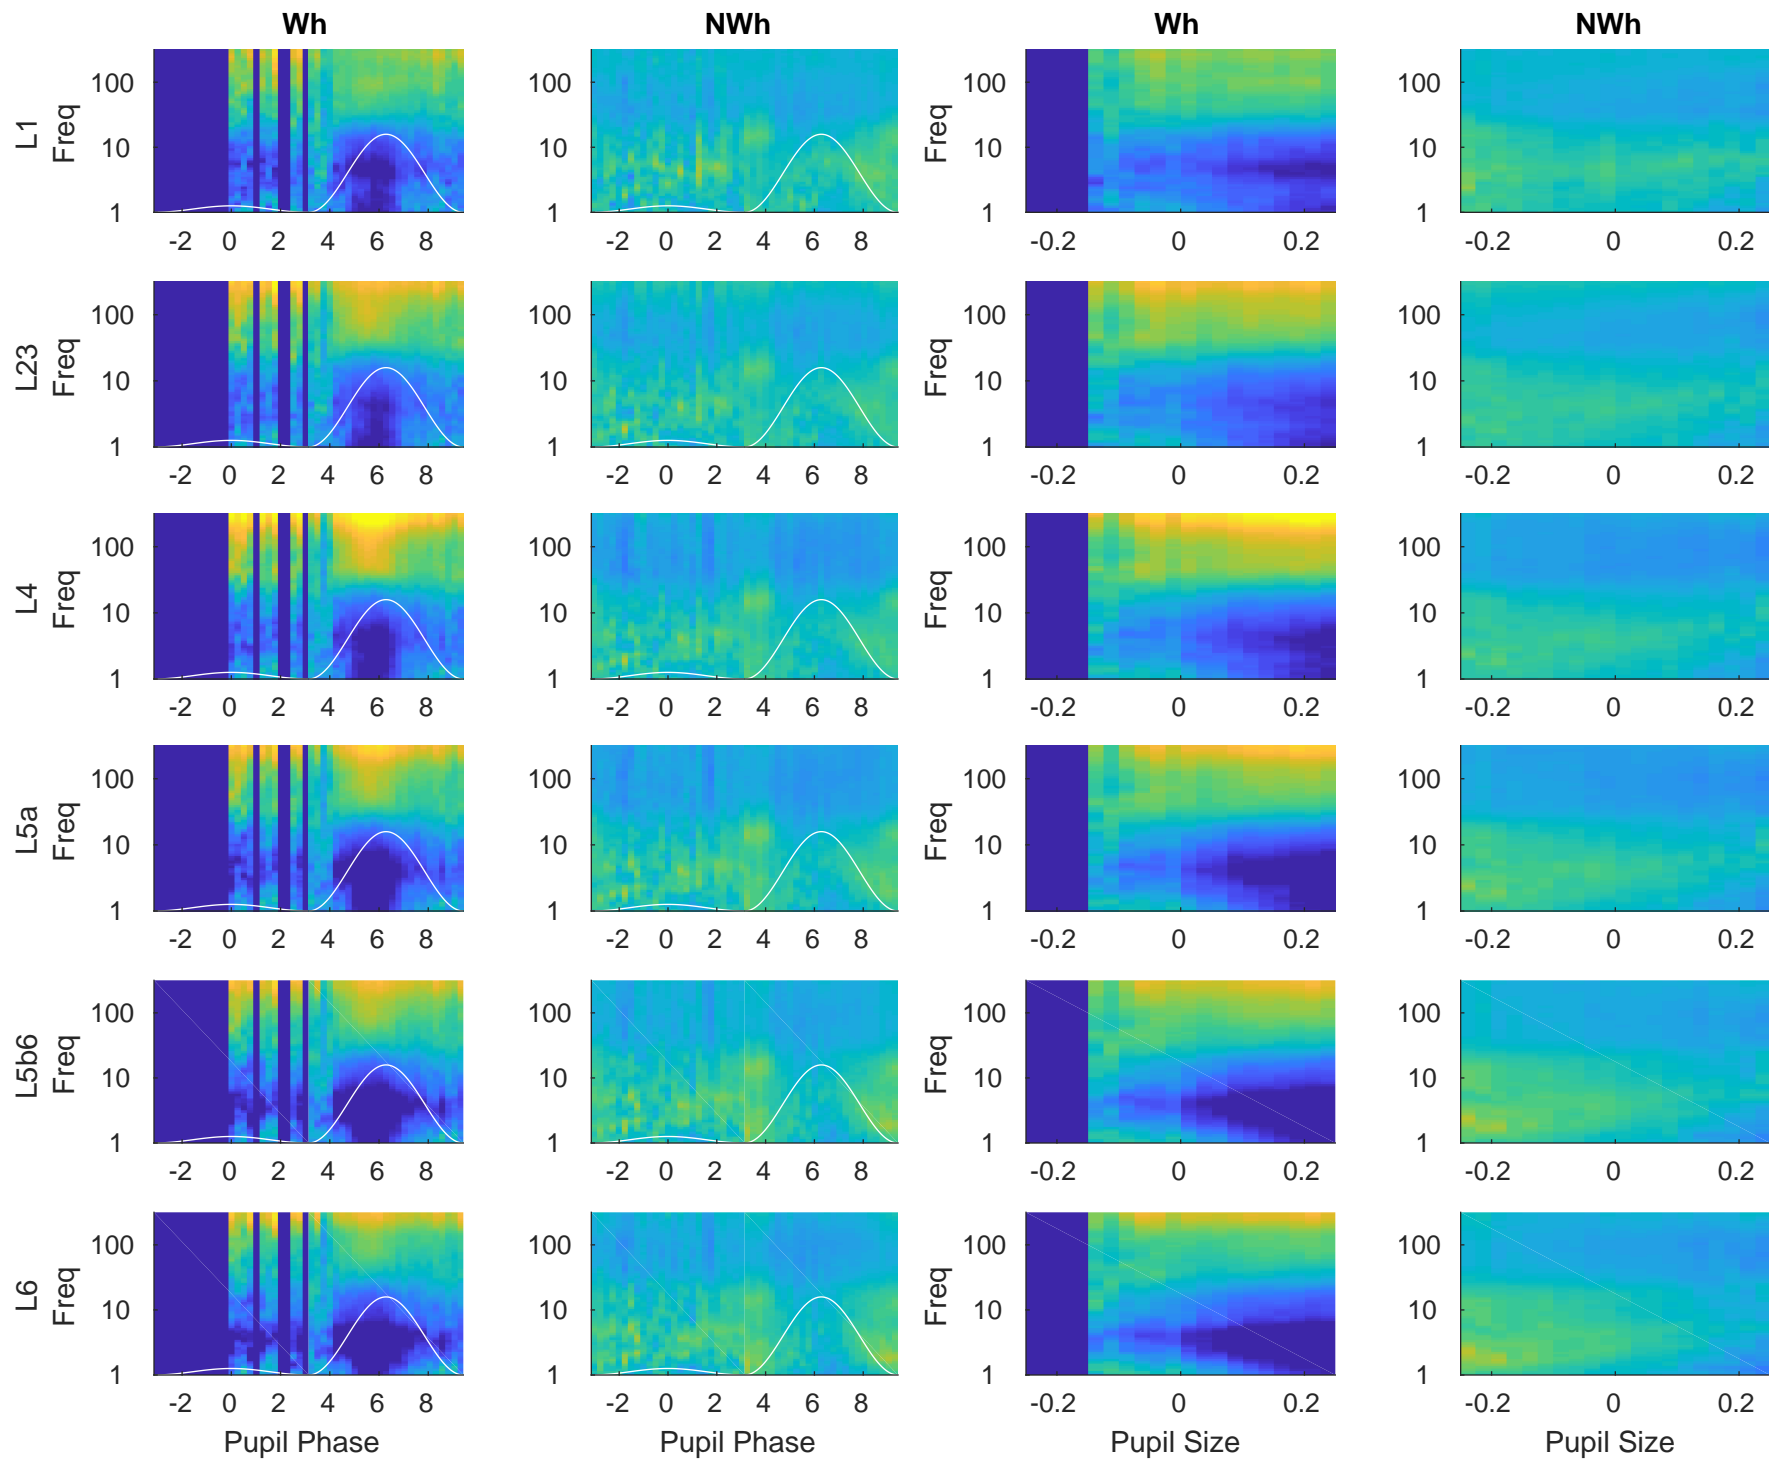 Wh NWh Wh NWh
L1
Freq Freq
100 100 100 100
10 10 10 10
1 1 1 1
-2 0 2 4 6 8 -2 0 2 4 6 8 -0.2 0 0.2 -0.2 0 0.2
L23
Freq Freq
100 100 100 100
10 10 10 10
1 1 1 1
-2 0 2 4 6 8 -2 0 2 4 6 8 -0.2 0 0.2 -0.2 0 0.2
L4
Freq Freq
100 100 100 100
10 10 10 10
1 1 1 1
-2 0 2 4 6 8 -2 0 2 4 6 8 -0.2 0 0.2 -0.2 0 0.2
L5a
Freq Freq
100 100 100 100
10 10 10 10
1 1 1 1
-2 0 2 4 6 8 -2 0 2 4 6 8 -0.2 0 0.2 -0.2 0 0.2
L5b6
Freq Freq
100 100 100 100
10 10 10 10
1 1 1 1
-2 0 2 4 6 8 -2 0 2 4 6 8 -0.2 0 0.2 -0.2 0 0.2
L6
Freq Freq
100 100 100 100
10 10 10 10
1 1 1 1
-2 0 2 4 6 8 -2 0 2 4 6 8 -0.2 0 0.2 -0.2 0 0.2
Pupil Phase Pupil Phase Pupil Size Pupil Size